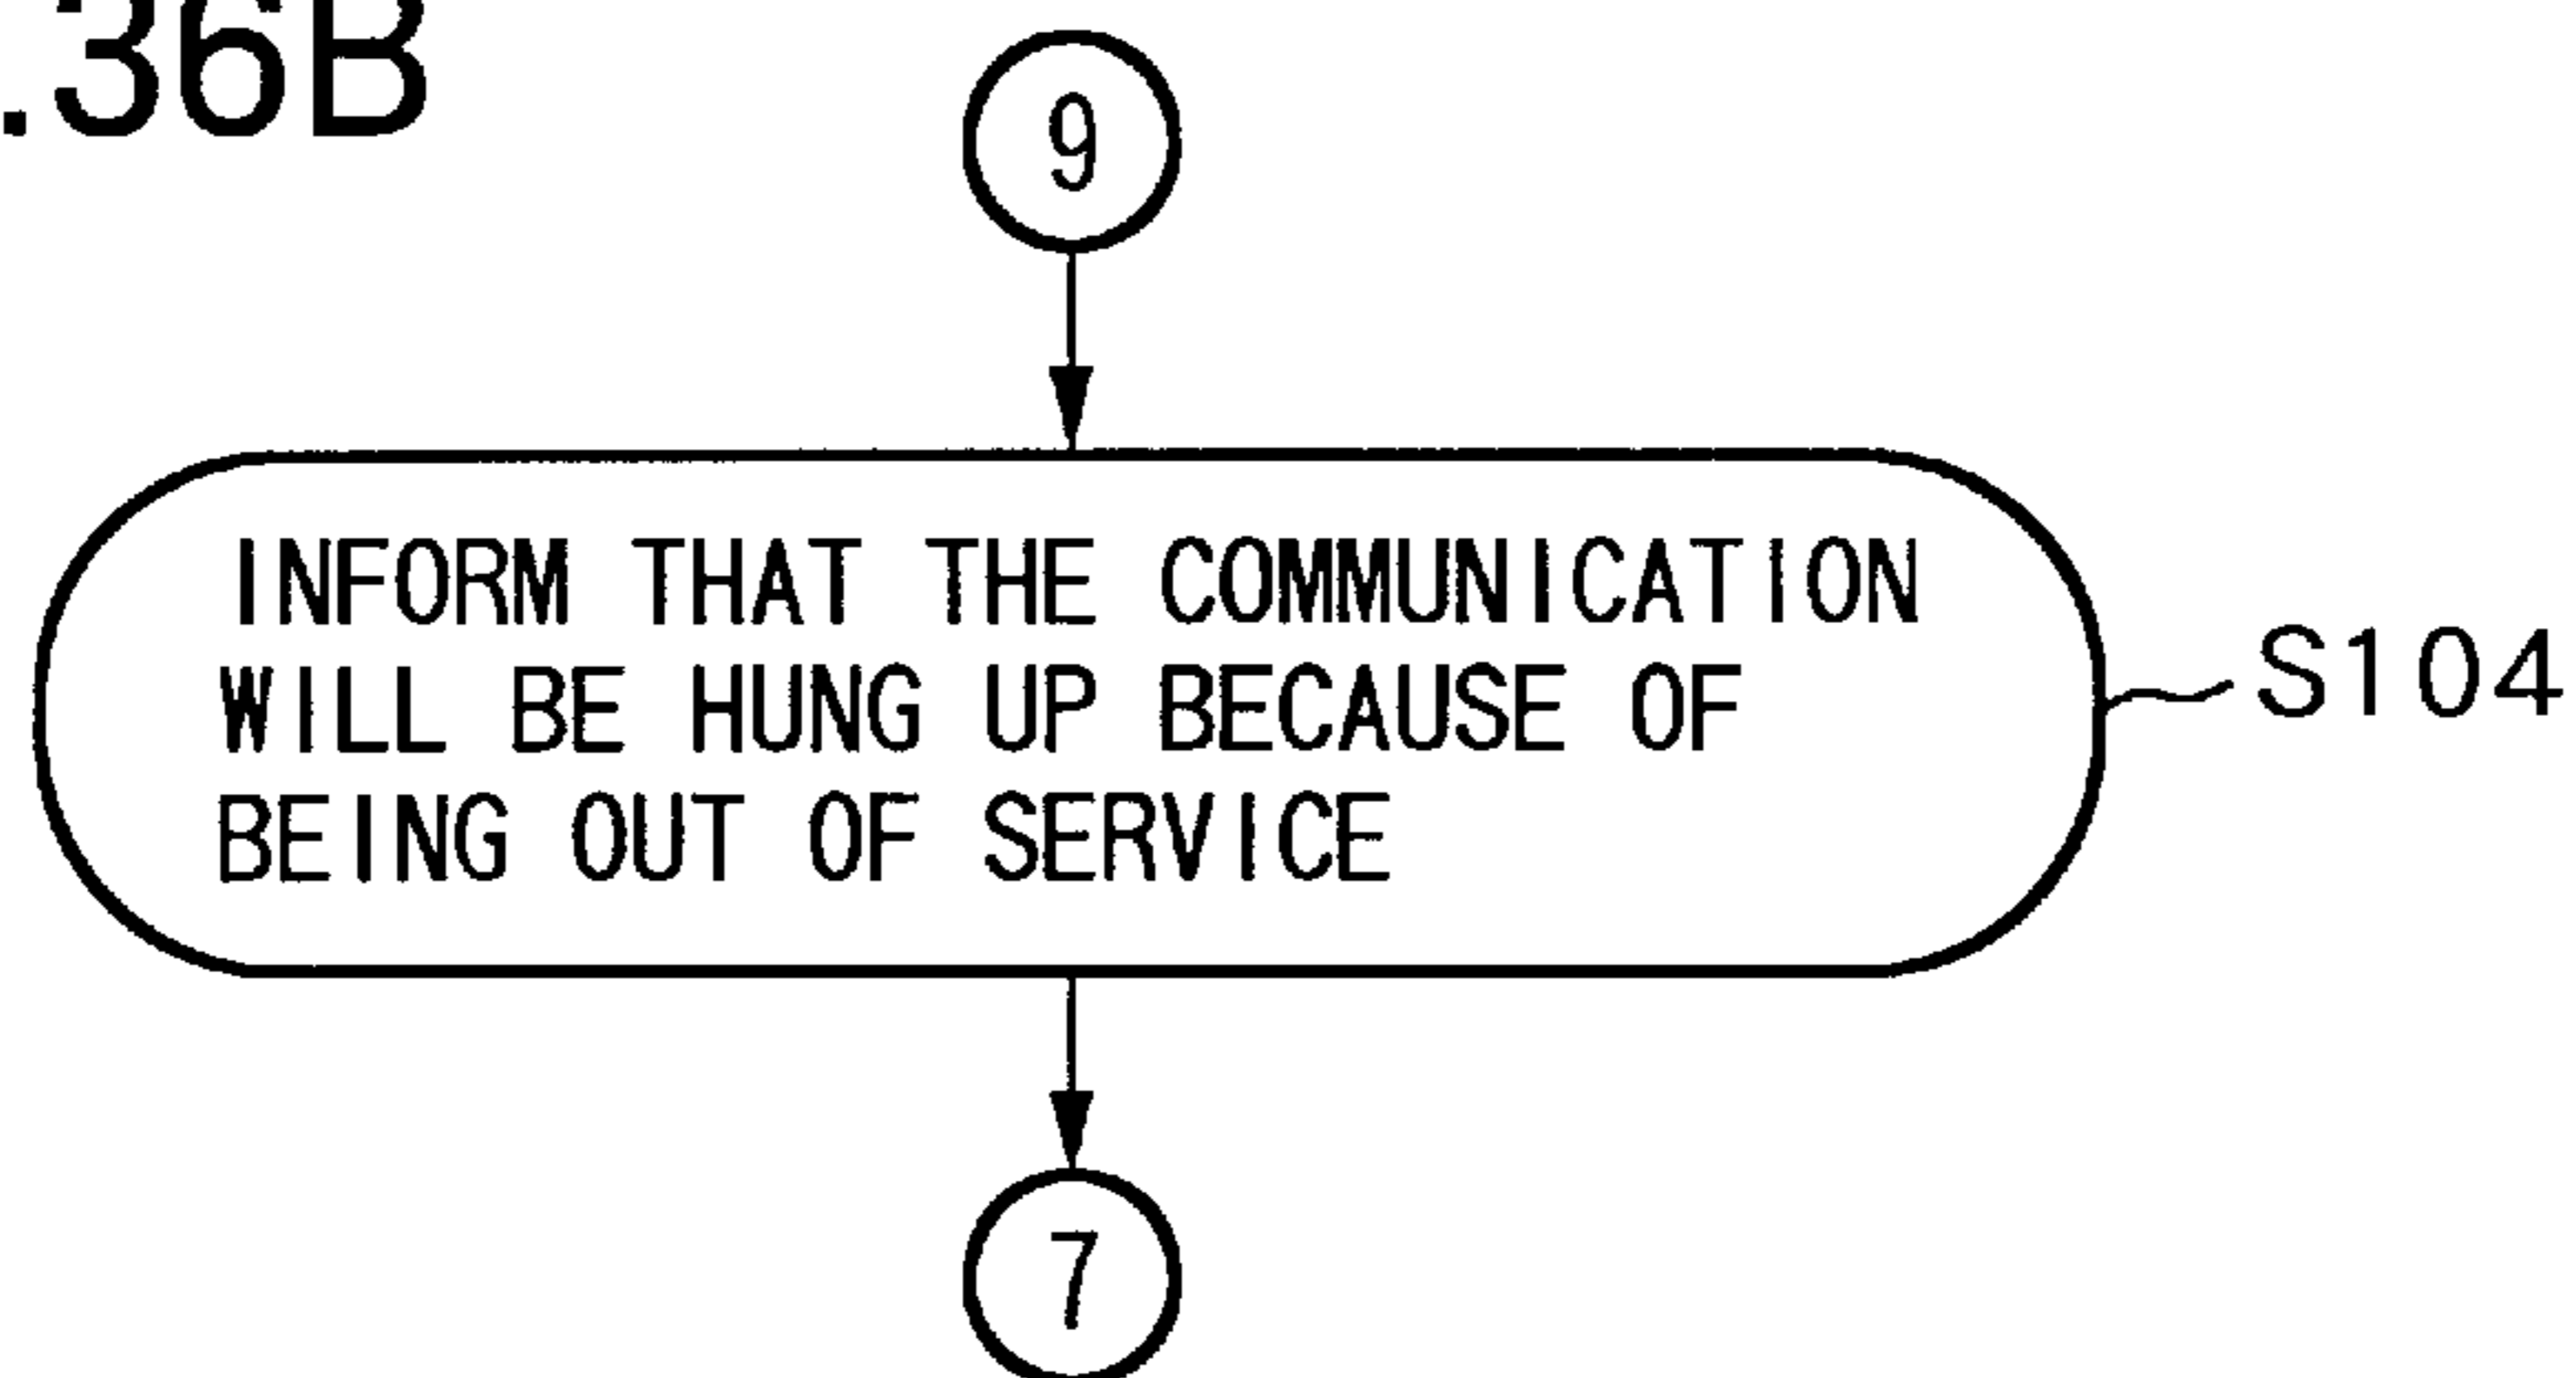 .36B
9
INFORM THAT THE COMMUNICATION
WILL BE HUNG UP BECAUSE OF
BEING OUT OF SERVICE
S104
7